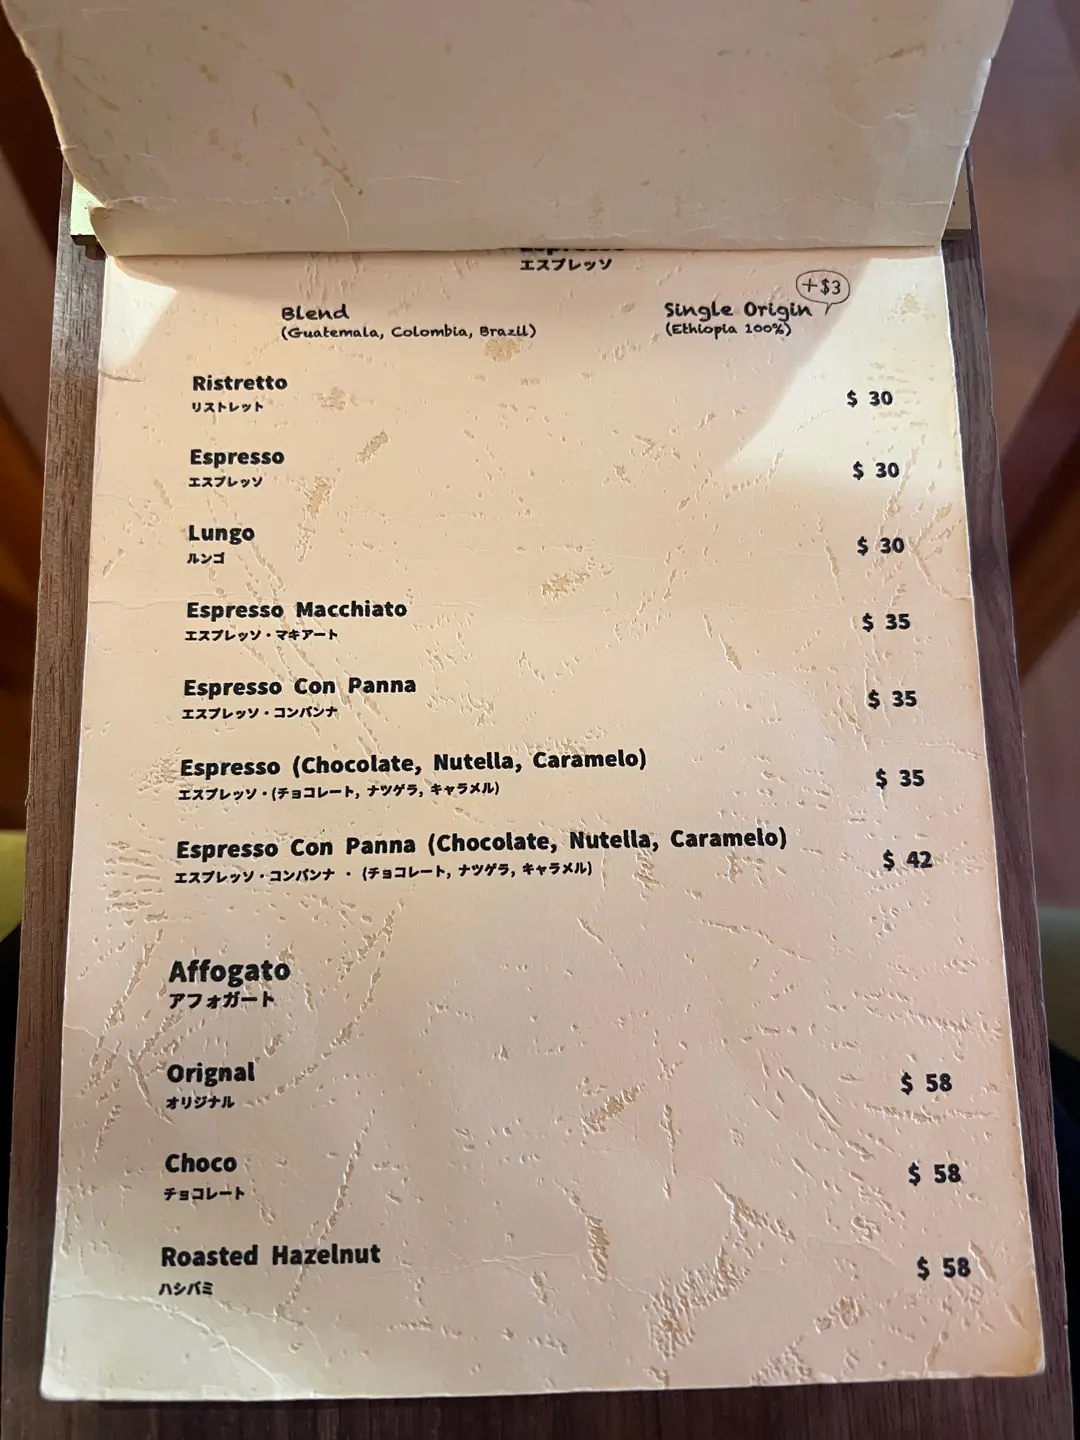 Espresso
エスプレッソ
+$3
Blend
Single Origin
(Guatemala, Colombia, Brazil)
(Ethiopia 100%)
Ristretto
リストレット
$ 30
Espresso
エスプレッソ
$ 30
Lungo
ルンゴ
$ 30
Espresso Macchiato
エスプレッソ・マキアート
$ 35
Espresso Con Panna
エスプレッソ・コンパンナ
$ 35
Espresso (Chocolate, Nutella, Caramelo)
エスプレッソ・(チョコレート, ナツゲラ, キャラメル)
$ 35
Espresso Con Panna (Chocolate, Nutella, Caramelo)
エスプレッソ・コンパンナ ・ (チョコレート, ナツゲラ, キャラメル)
$ 42
Affogato
アフォガート
Orignal
オリジナル
$ 58
Choco
チョコレート
$ 58
Roasted Hazelnut
ハシバミ
$ 58